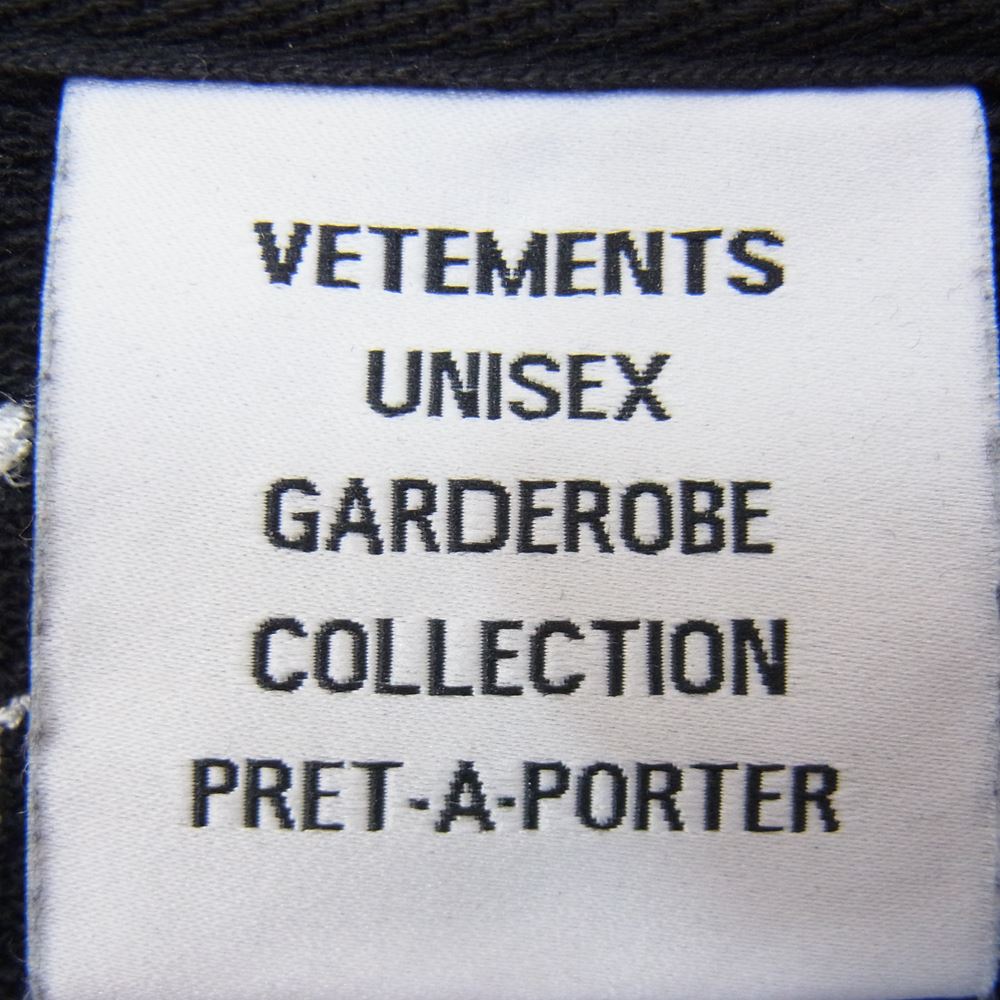 VETEMENTS
UNISEX
GARDEROBE
COLLECTION
PRET-A-PORTER